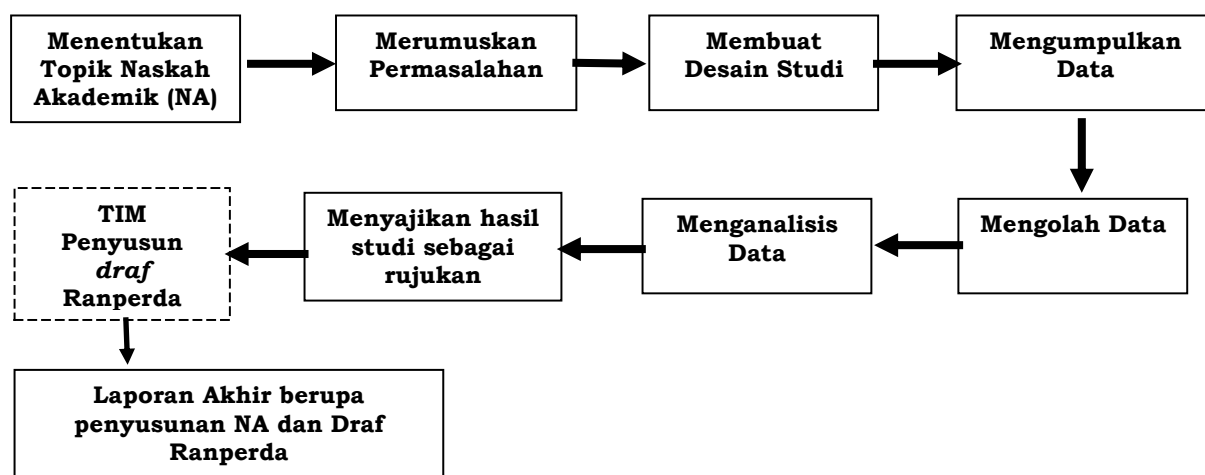 Menentukan
Topik Naskah
Akademik (NA)
Merumuskan
Permasalahan
Membuat
Desain Studi
Mengumpulkan
Data
Mengolah Data
Menganalisis
Data
Menyajikan hasil
studi sebagai
rujukan
TIM
Penyusun
draf
Ranperda
Laporan Akhir berupa
penyusunan NA dan Draf
Ranperda